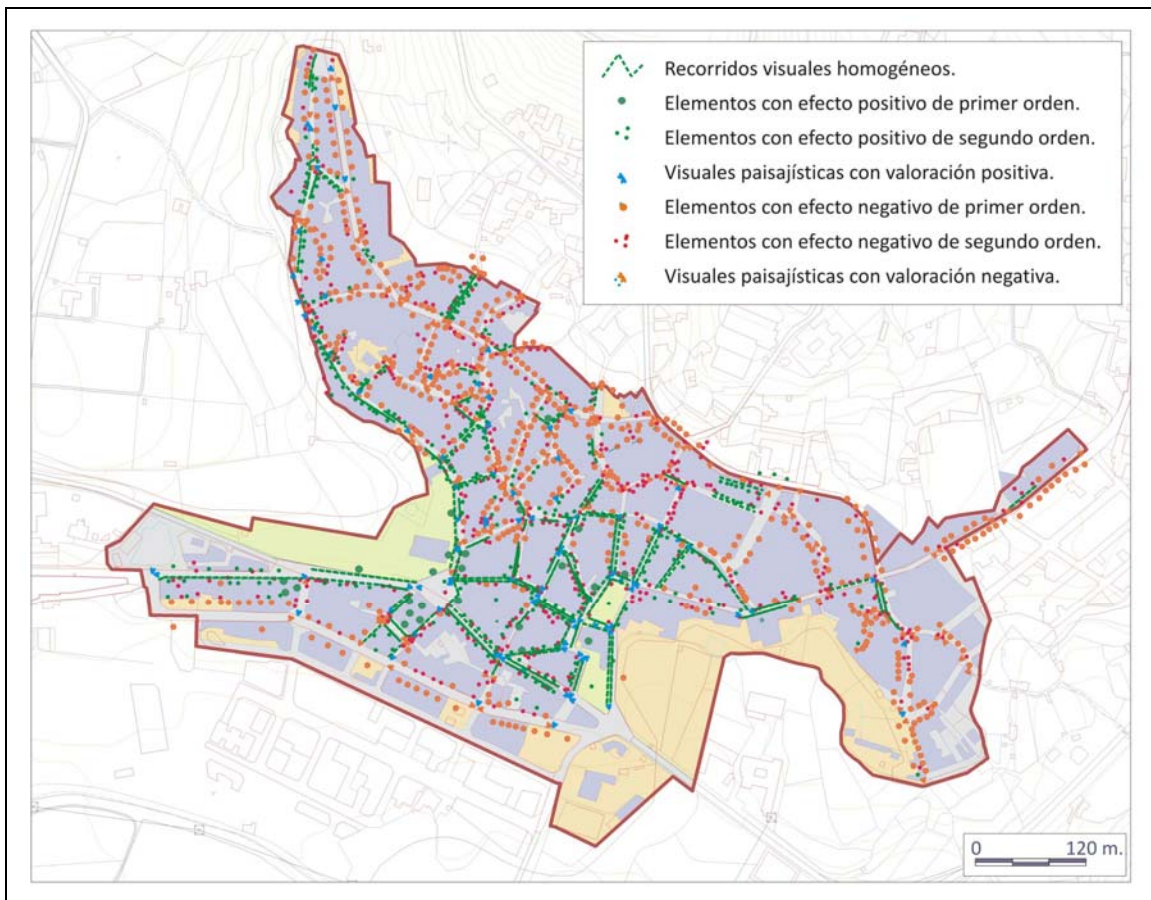 Recorridos visuales homogéneos.
Elementos con efecto positivo de primer orden.
Elementos con efecto positivo de segundo orden.
Visuales paisajísticas con valoración positiva.
Elementos con efecto negativo de primer orden.
Elementos con efecto negativo de segundo orden.
Visuales paisajísticas con valoración negativa.
0 120 m.